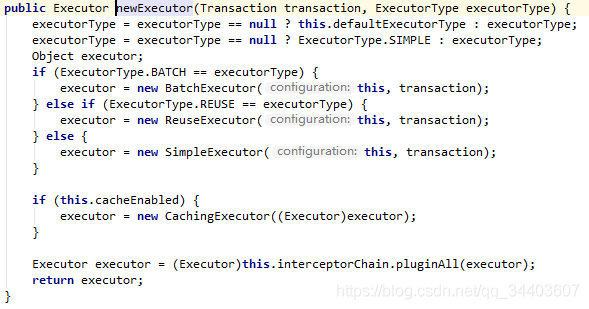 public Executor newExecutor(Transaction transaction, ExecutorType executorType) {
    executorType = executorType == null ? this.defaultExecutorType : executorType;
    executorType = executorType == null ? ExecutorType.SIMPLE : executorType;
    Object executor;
    if (ExecutorType.BATCH == executorType) {
        executor = new BatchExecutor( configuration: this, transaction);
    } else if (ExecutorType.REUSE == executorType) {
        executor = new ReuseExecutor( configuration: this, transaction);
    } else {
        executor = new SimpleExecutor( configuration: this, transaction);
    }

    if (this.cacheEnabled) {
        executor = new CachingExecutor((Executor)executor);
    }

    Executor executor = (Executor)this.interceptorChain.pluginAll(executor);
    return executor;
}
https://blog.csdn.net/qq_34403607